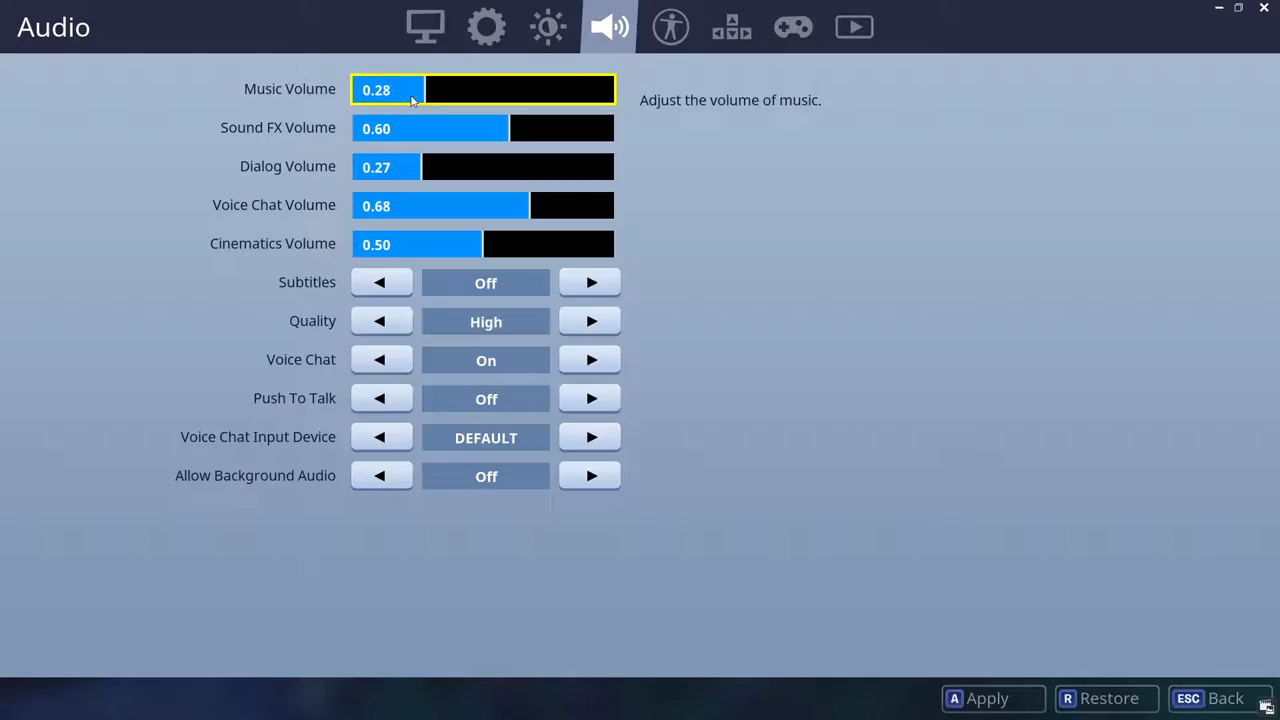 Audio
Music Volume 0.28
Adjust the volume of music.
Sound FX Volume 0.60
Dialog Volume 0.27
Voice Chat Volume 0.68
Cinematics Volume 0.50
Subtitles Off
Quality High
Voice Chat On
Push To Talk Off
Voice Chat Input Device DEFAULT
Allow Background Audio Off
A Apply R Restore ESC Back